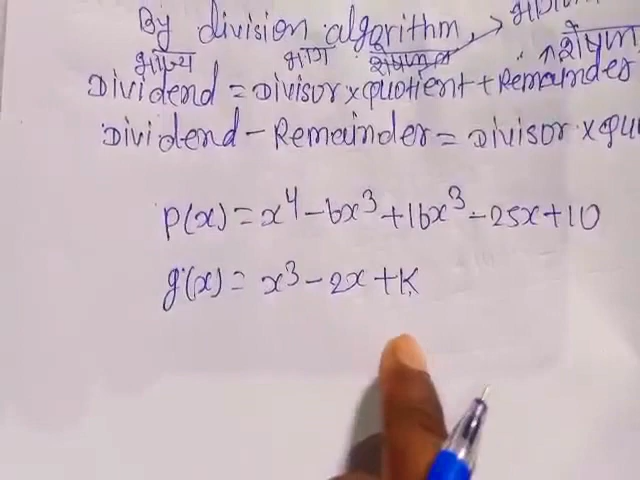 By division algorithm,
भाज्य भाग
Dividend = Divisor × quotient + Remainder
Dividend - Remainder = Divisor ×
p(x) = x⁴ - 6x³ + 16x³ - 25x + 10
g(x) = x³ - 2x + K